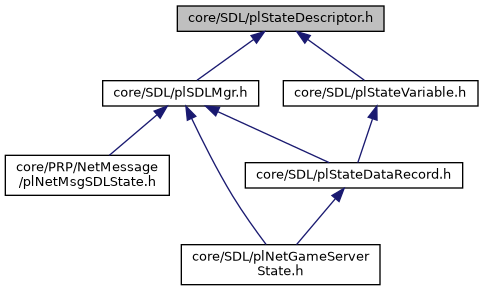 core/SDL/plStateDescriptor.h
core/SDL/plSDLMgr.h
core/SDL/plStateVariable.h
core/PRP/NetMessage
/plNetMsgSDLState.h
core/SDL/plStateDataRecord.h
core/SDL/plNetGameServer
State.h